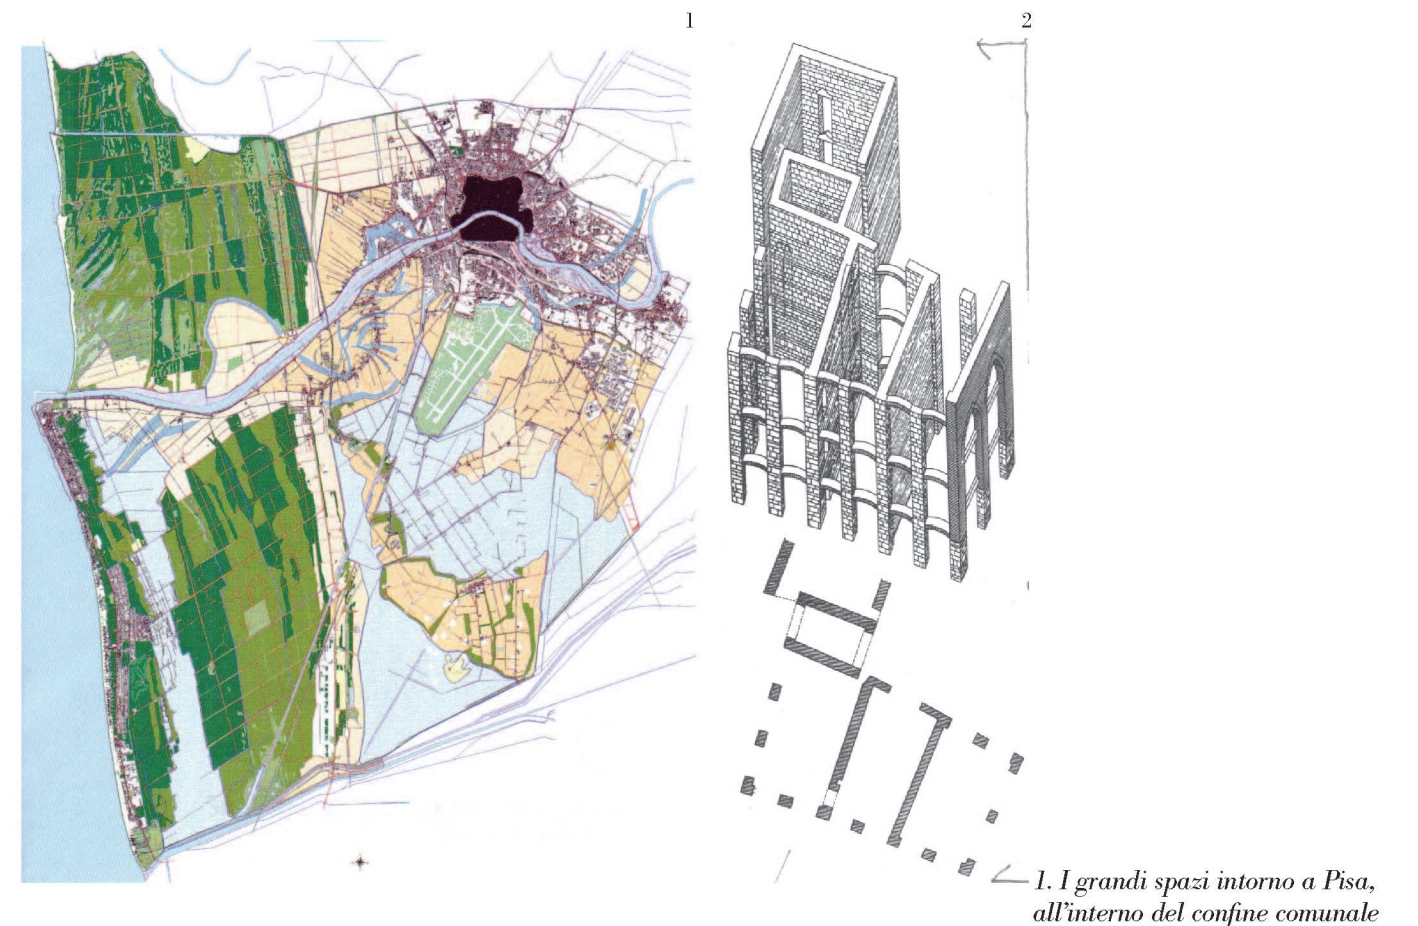 1
2
1. I grandi spazi intorno a Pisa,
all'interno del confine comunale